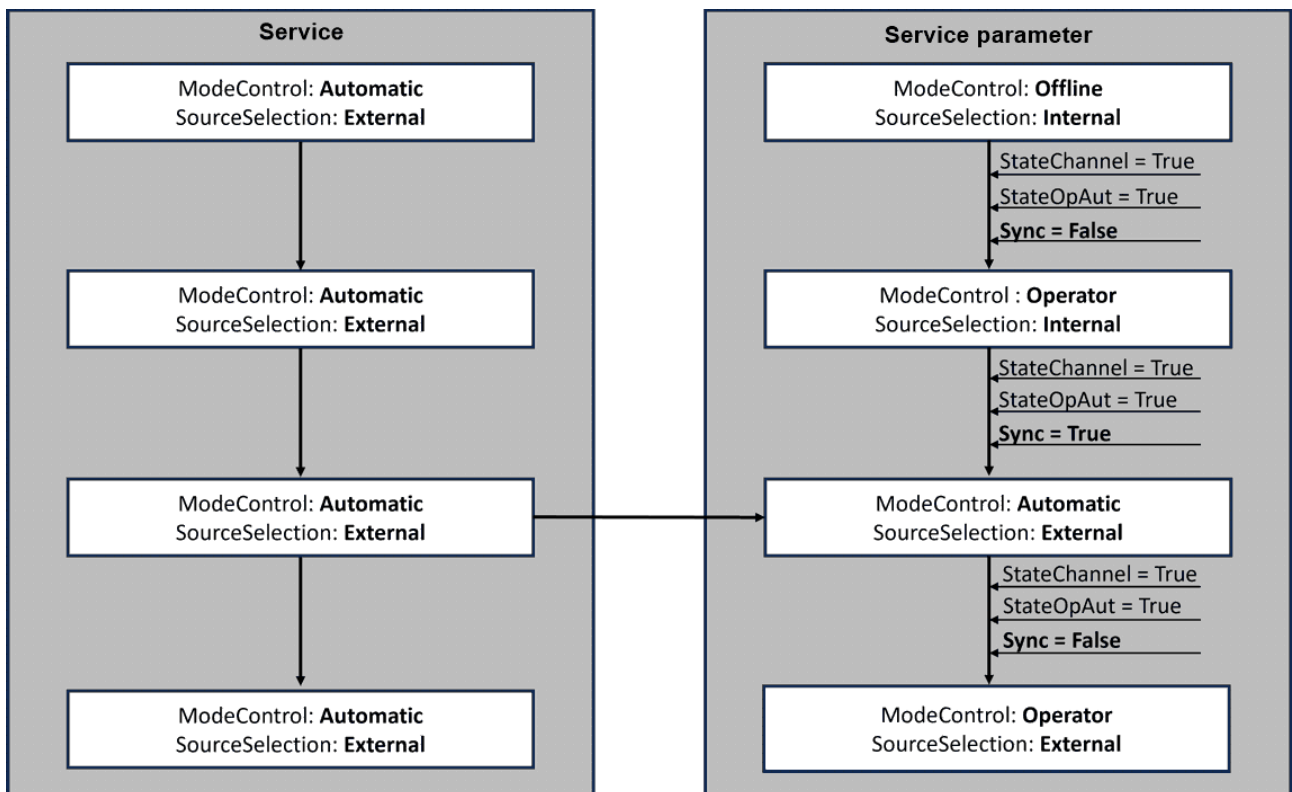 Service
ModeControl: Automatic
SourceSelection: External
ModeControl: Automatic
SourceSelection: External
ModeControl: Automatic
SourceSelection: External
ModeControl: Automatic
SourceSelection: External
Service parameter
ModeControl: Offline
SourceSelection: Internal
StateChannel = True
StateOpAut = True
Sync = False
ModeControl : Operator
SourceSelection: Internal
StateChannel = True
StateOpAut = True
Sync = True
ModeControl: Automatic
SourceSelection: External
StateChannel = True
StateOpAut = True
Sync = False
ModeControl: Operator
SourceSelection: External